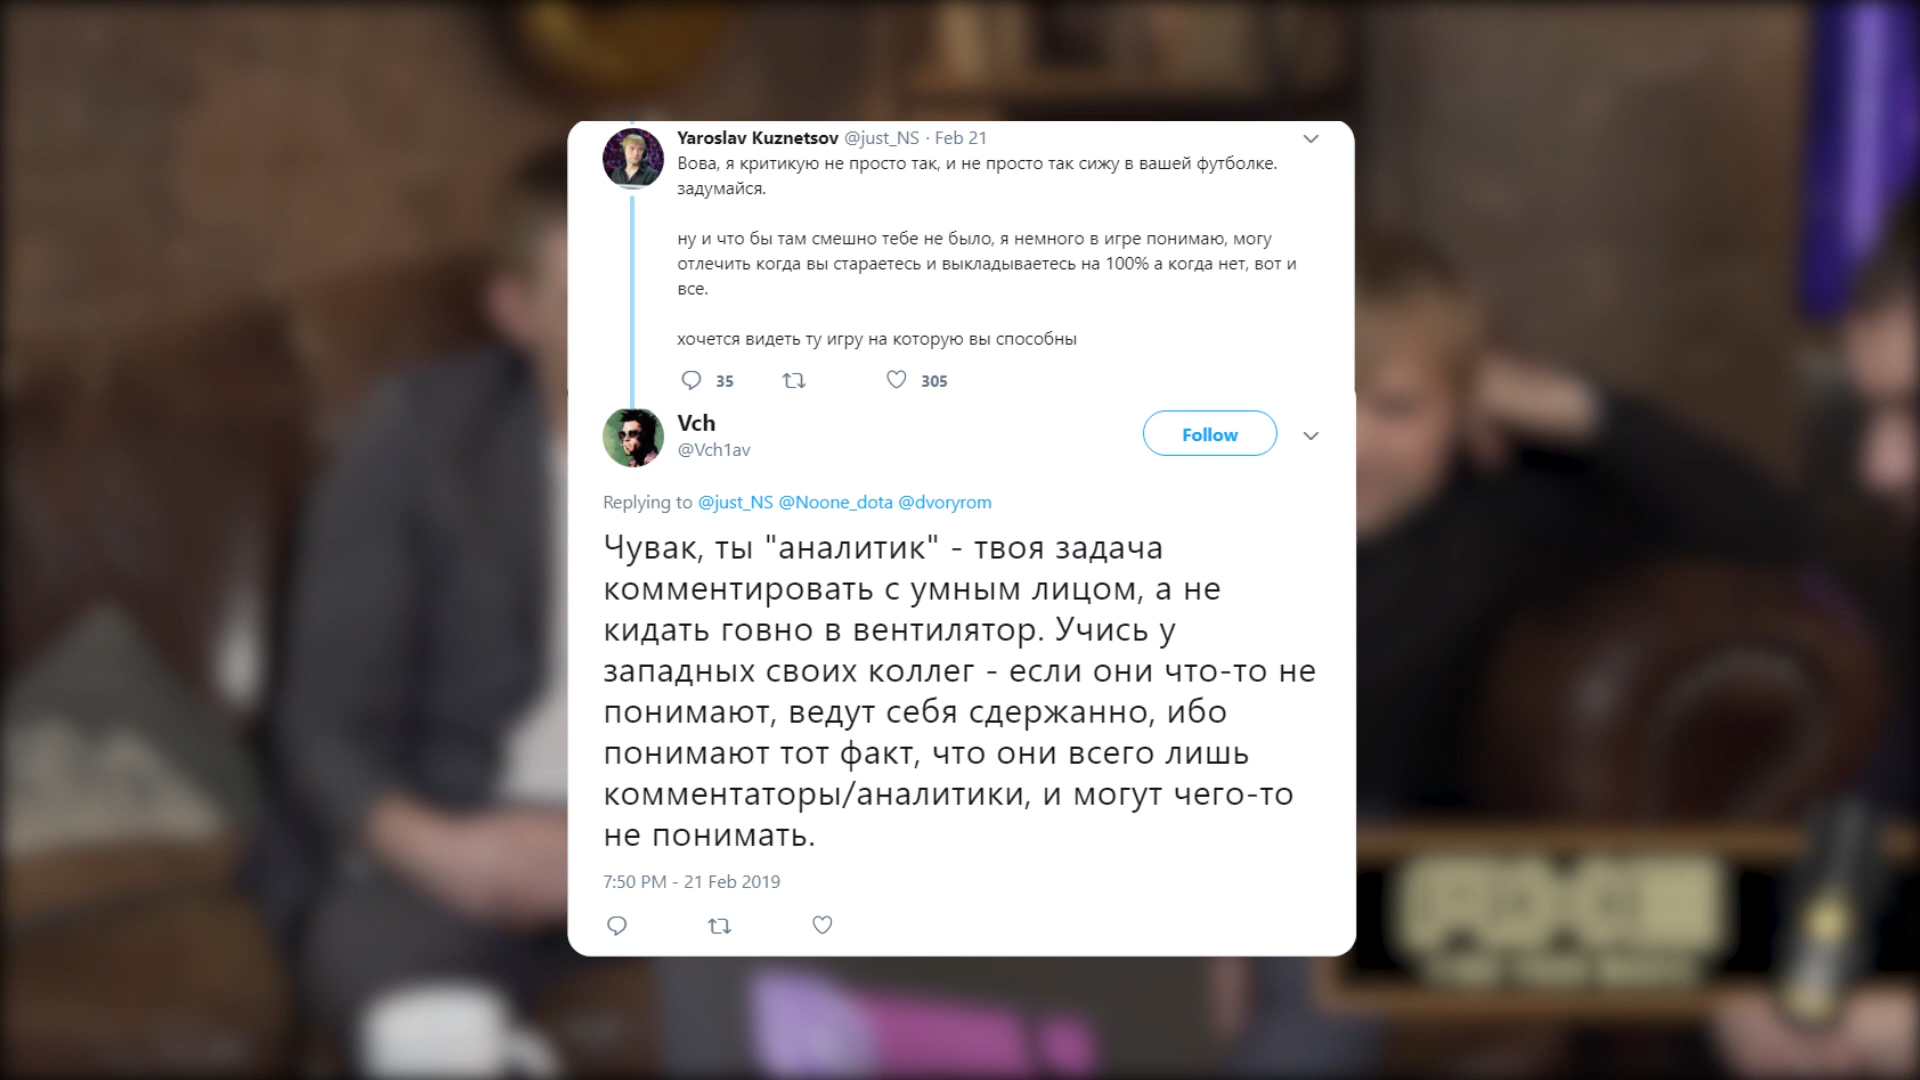 Yaroslav Kuznetsov @just_NS · Feb 21
Вова, я критикую не просто так, и не просто так сижу в вашей футболке.
задумайся.
ну и что бы там смешно тебе не было, я немного в игре понимаю, могу
отлечить когда вы стараетесь и выкладываетесь на 100% а когда нет, вот и
все.
хочется видеть ту игру на которую вы способны
35 305
Vch
@Vch1av
Follow
Replying to @just_NS @Noone_dota @dvoryrom
Чувак, ты "аналитик" - твоя задача
комментировать с умным лицом, а не
кидать говно в вентилятор. Учись у
западных своих коллег - если они что-то не
понимают, ведут себя сдержанно, ибо
понимают тот факт, что они всего лишь
комментаторы/аналитики, и могут чего-то
не понимать.
7:50 PM - 21 Feb 2019